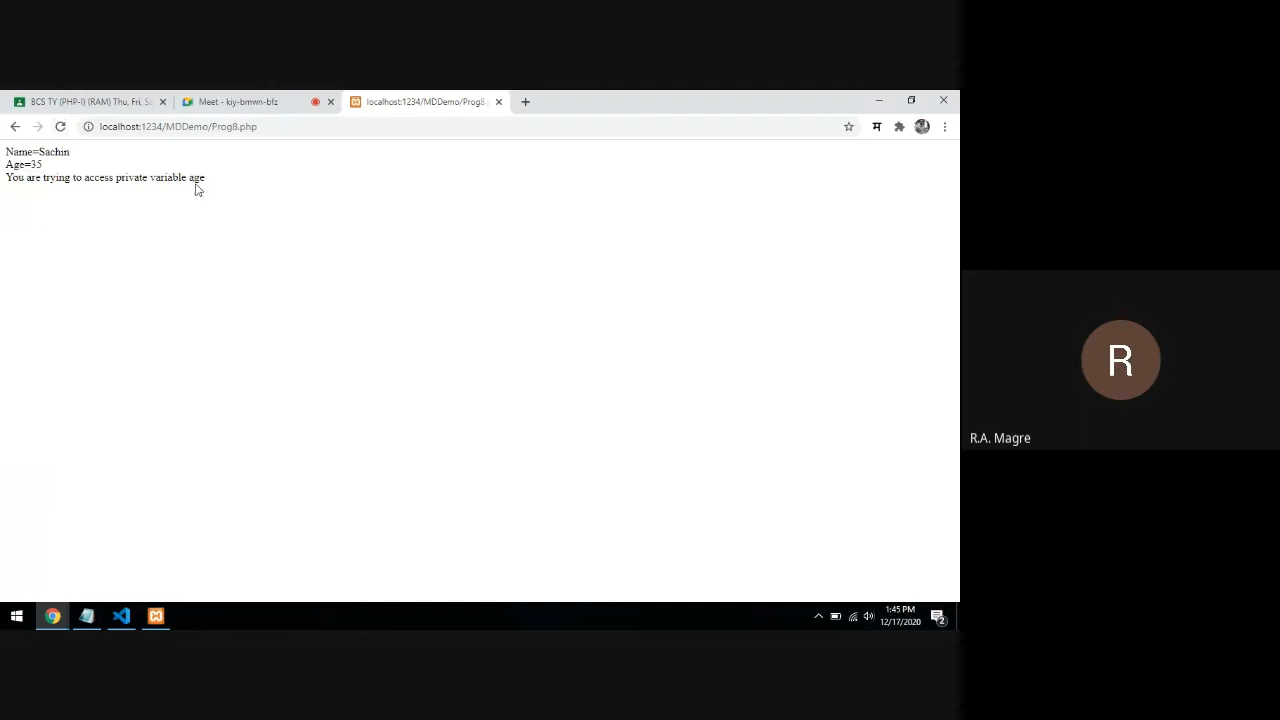 BCS TY (PHP-I) (RAM) Thu, Fri, S
Meet - kiy-bmwn-bfz
localhost:1234/MDDemo/Prog8
localhost:1234/MDDemo/Prog8.php
म
Name=Sachin
Age=35
You are trying to access private variable age
R
R.A. Magre
1:45 PM
12/17/2020
2